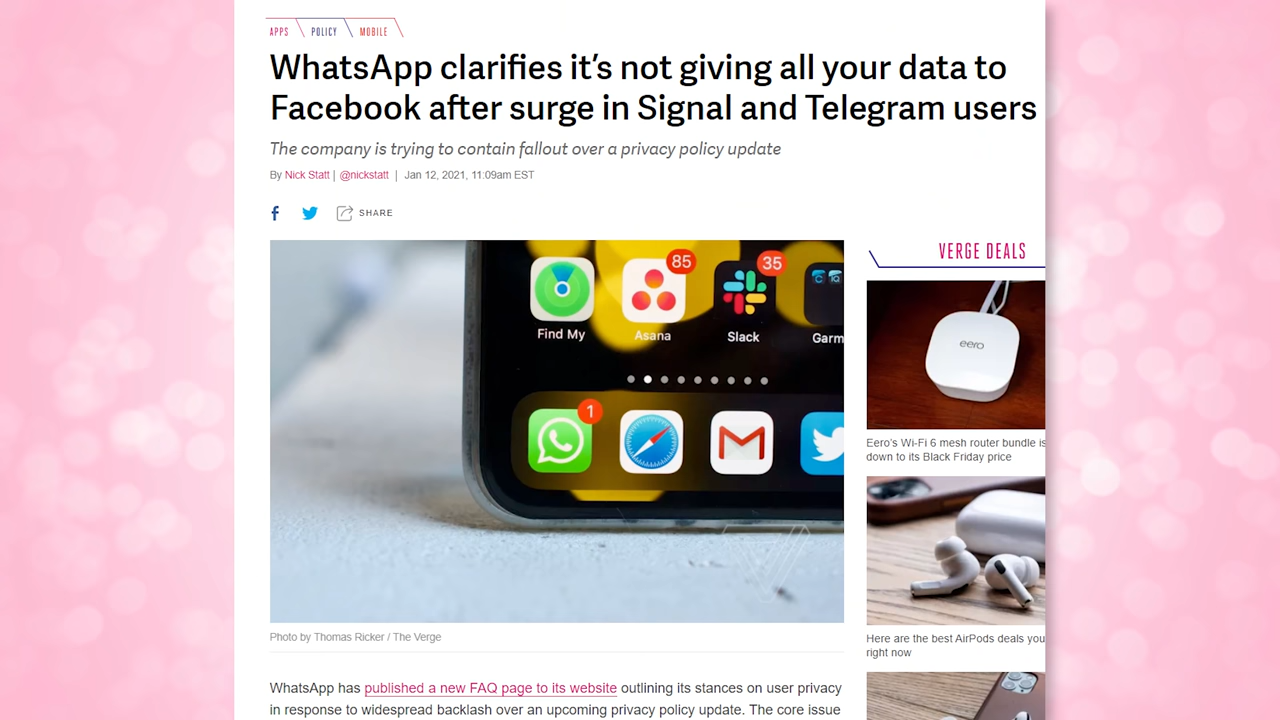 APPS
POLICY
MOBILE
WhatsApp clarifies it’s not giving all your data to
Facebook after surge in Signal and Telegram users
The company is trying to contain fallout over a privacy policy update
By Nick Statt | @nickstatt | Jan 12, 2021, 11:09am EST
SHARE
85
35
Find My
Asana
Slack
Garm
1
Photo by Thomas Ricker / The Verge
WhatsApp has published a new FAQ page to its website outlining its stances on user privacy
in response to widespread backlash over an upcoming privacy policy update. The core issue
VERGE DEALS
eero
Eero’s Wi-Fi 6 mesh router bundle is
down to its Black Friday price
Here are the best AirPods deals you
right now